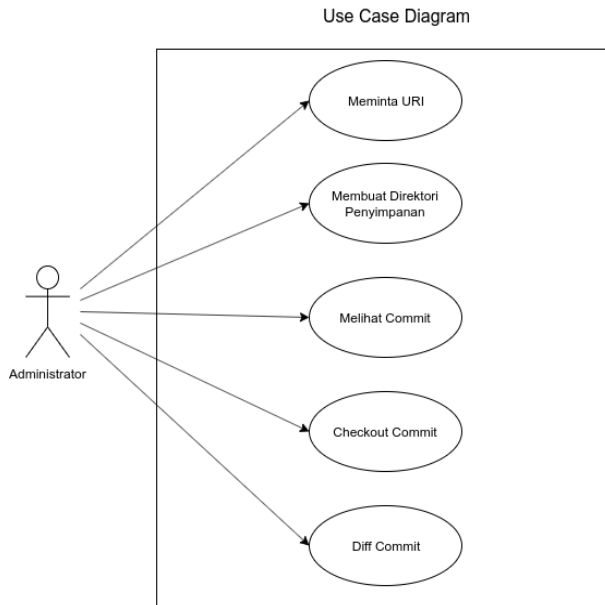 Use Case Diagram
Meminta URI
Membuat Direktori
Penyimpanan
Melihat Commit
Administrator
Checkout Commit
Diff Commit